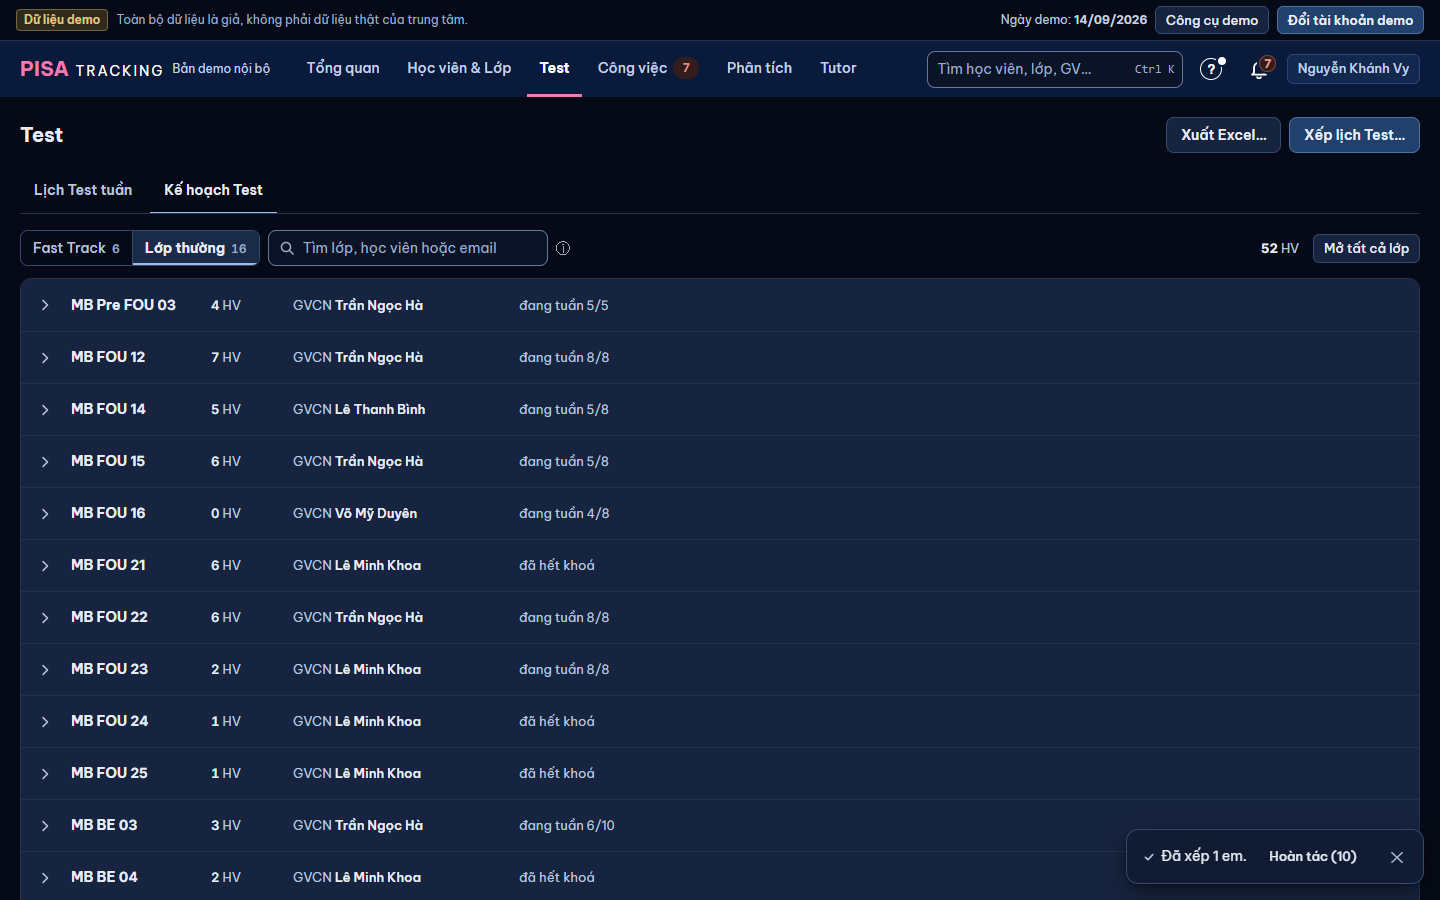 Dữ liệu demo Toàn bộ dữ liệu là giả, không phải dữ liệu thật của trung tâm. Ngày demo: 14/09/2026 Công cụ demo Đổi tài khoản demo
PISA TRACKING Bản demo nội bộ Tổng quan Học viên & Lớp Test Công việc 7 Phân tích Tutor Tìm học viên, lớp, GV... Ctrl K ? 7 Nguyễn Khánh Vy
Test Xuất Excel... Xếp lịch Test...
Lịch Test tuần Kế hoạch Test
Fast Track 6 Lớp thường 16 Tìm lớp, học viên hoặc email 52 HV Mở tất cả lớp
MB Pre FOU 03 4 HV GVCN Trần Ngọc Hà đang tuần 5/5
MB FOU 12 7 HV GVCN Trần Ngọc Hà đang tuần 8/8
MB FOU 14 5 HV GVCN Lê Thanh Bình đang tuần 5/8
MB FOU 15 6 HV GVCN Trần Ngọc Hà đang tuần 5/8
MB FOU 16 0 HV GVCN Võ Mỹ Duyên đang tuần 4/8
MB FOU 21 6 HV GVCN Lê Minh Khoa đã hết khoá
MB FOU 22 6 HV GVCN Trần Ngọc Hà đang tuần 8/8
MB FOU 23 2 HV GVCN Lê Minh Khoa đang tuần 8/8
MB FOU 24 1 HV GVCN Lê Minh Khoa đã hết khoá
MB FOU 25 1 HV GVCN Lê Minh Khoa đã hết khoá
MB BE 03 3 HV GVCN Trần Ngọc Hà đang tuần 6/10
MB BE 04 2 HV GVCN Lê Minh Khoa đã hết khoá
Đã xếp 1 em. Hoàn tác (10)